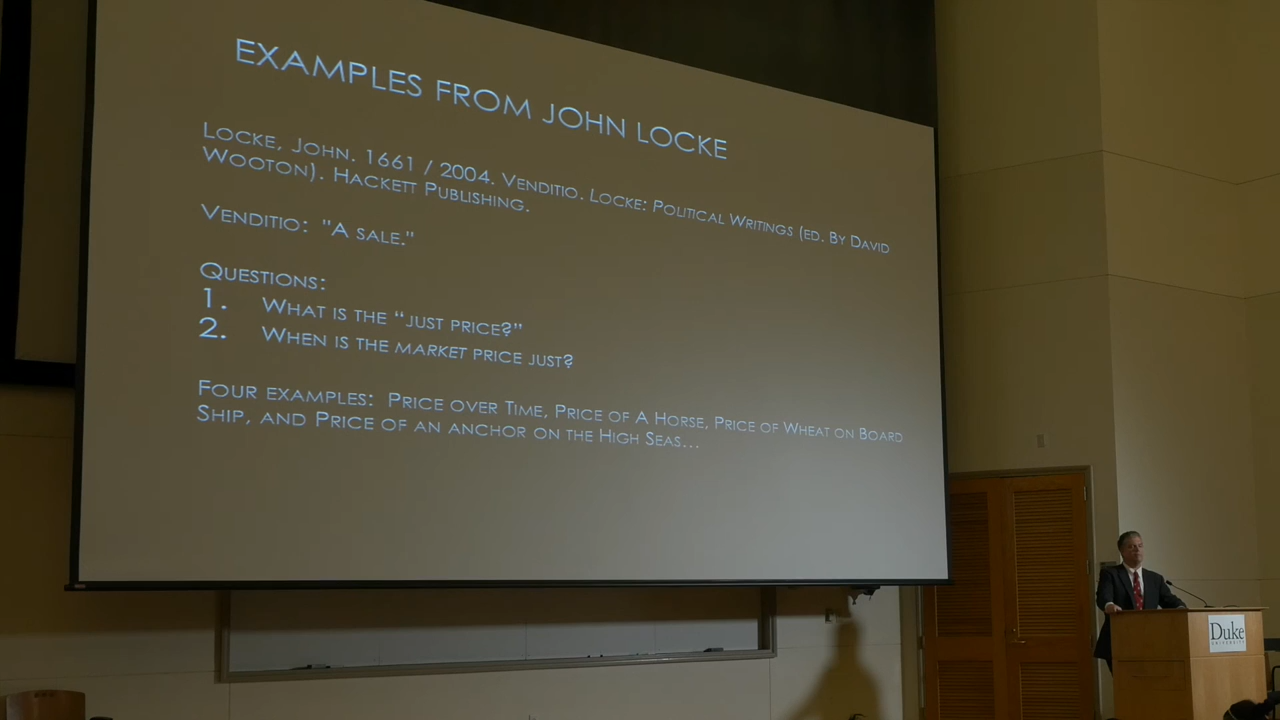 EXAMPLES FROM JOHN LOCKE
LOCKE, JOHN. 1661 / 2004. VENDITIO. LOCKE: POLITICAL WRITINGS (ED. BY DAVID
WOOTON). HACKETT PUBLISHING.
VENDITIO: "A SALE."
QUESTIONS:
1. WHAT IS THE “JUST PRICE?”
2. WHEN IS THE MARKET PRICE JUST?
FOUR EXAMPLES: PRICE OVER TIME, PRICE OF A HORSE, PRICE OF WHEAT ON BOARD
SHIP, AND PRICE OF AN ANCHOR ON THE HIGH SEAS...
Duke
UNIVERSITY